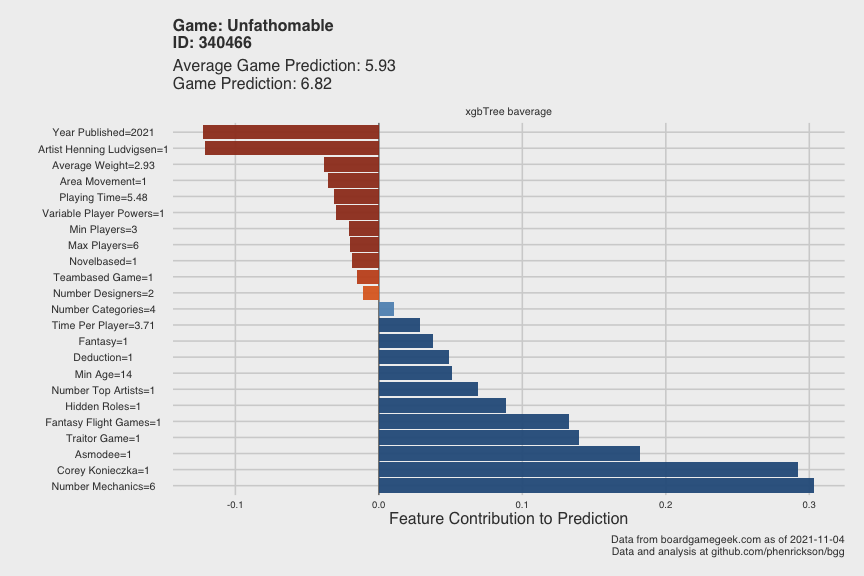 Game: Unfathomable
ID: 340466
Average Game Prediction: 5.93
Game Prediction: 6.82
xgbTree baverage
Year Published=2021
Artist Henning Ludvigsen=1
Average Weight=2.93
Area Movement=1
Playing Time=5.48
Variable Player Powers=1
Min Players=3
Max Players=6
Novelbased=1
Teambased Game=1
Number Designers=2
Number Categories=4
Time Per Player=3.71
Fantasy=1
Deduction=1
Min Age=14
Number Top Artists=1
Hidden Roles=1
Fantasy Flight Games=1
Traitor Game=1
Asmodee=1
Corey Konieczka=1
Number Mechanics=6
-0.1 0.0 0.1 0.2 0.3
Feature Contribution to Prediction
Data from boardgamegeek.com as of 2021-11-04
Data and analysis at github.com/phenrickson/bgg